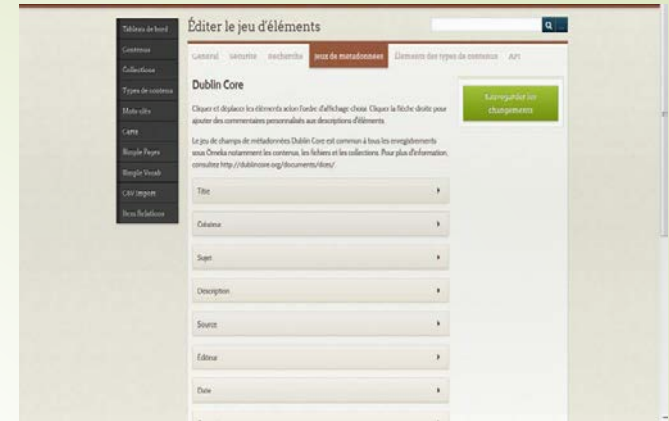 Éditer le jeu d'éléments
Tableau de bord
Contenus
Collections
Types de contenu
Mots-clés
Carte
Simple Pages
Simple Vocab
CSV Import
Item Relations
Général Sécurité Recherche Jeux de métadonnées Éléments des types de contenus API
Dublin Core
Cliquer et déplacez les éléments selon l'ordre d'affichage choisi. Cliquer la flèche droite pour
ajouter des commentaires personnalisés aux descriptions d'éléments.
Le jeu de champs de métadonnées Dublin Core est commun à tous les enregistrements
sous Omeka notamment les contenus, les fichiers et les collections. Pour plus d'information,
consultez http://dublincore.org/documents/dces/
Sauvegarder les
changements
Titre
Créateur
Sujet
Description
Source
Éditeur
Date